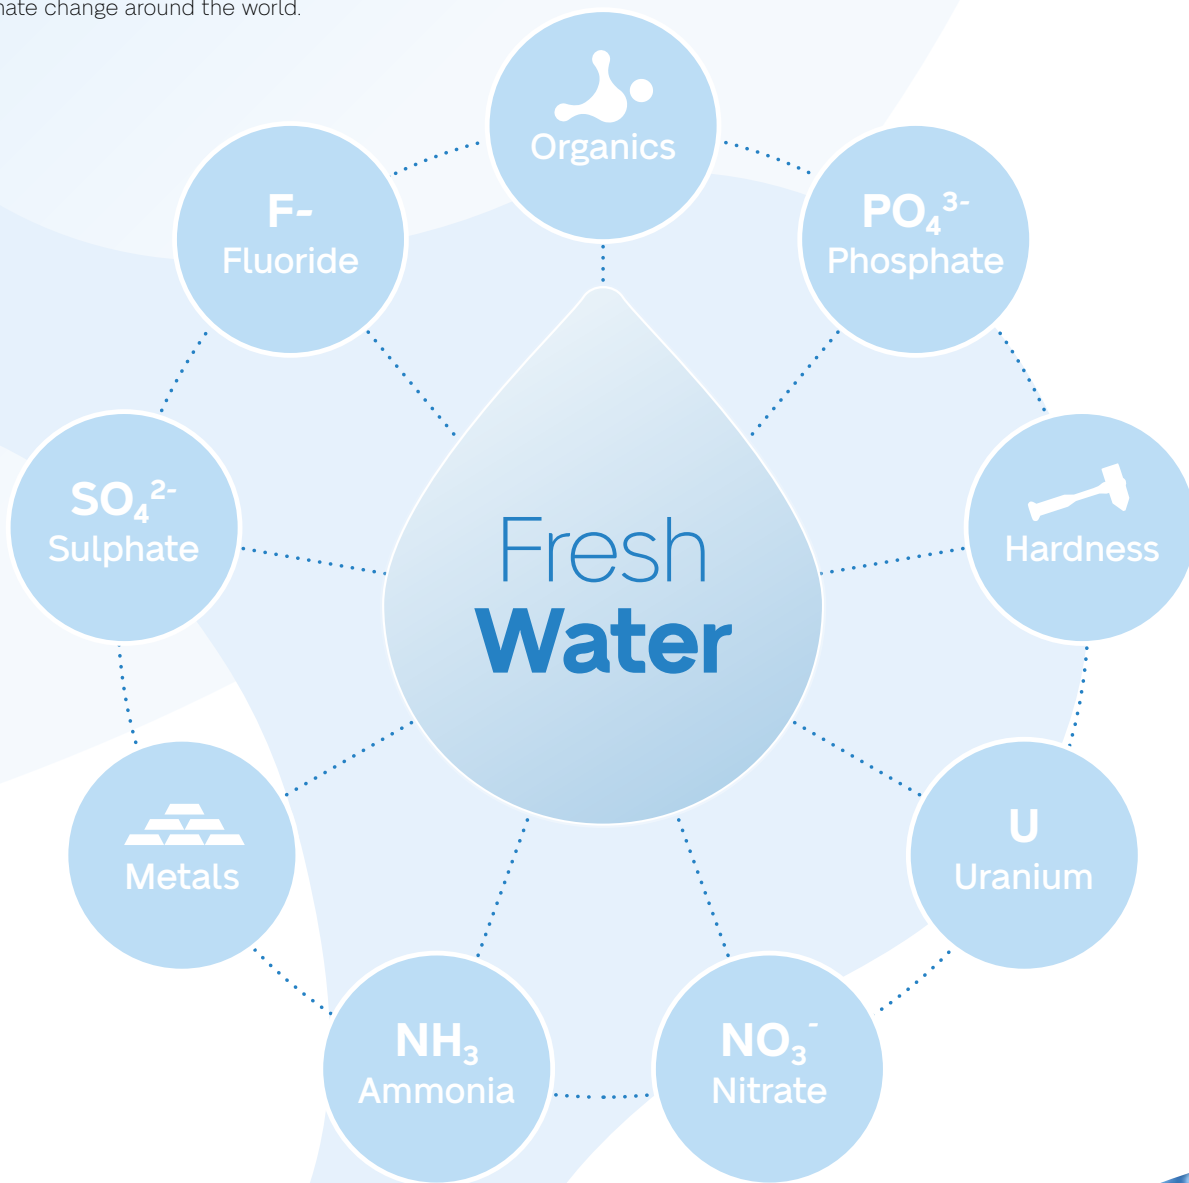 change around the world.
Organics
F-
Fluoride
PO₄³⁻
Phosphate
SO₄²⁻
Sulphate
Hardness
Fresh
Water
Metals
U
Uranium
NH₃
Ammonia
NO₃⁻
Nitrate